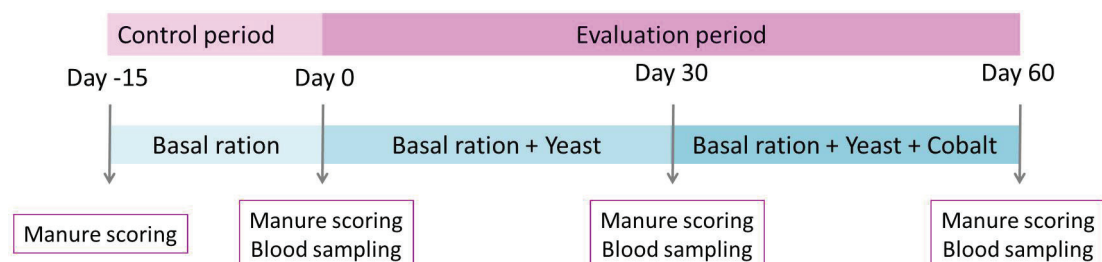 Control period
Evaluation period
Day -15
Day 0
Day 30
Day 60
Basal ration
Basal ration + Yeast
Basal ration + Yeast + Cobalt
Manure scoring
Manure scoring
Blood sampling
Manure scoring
Blood sampling
Manure scoring
Blood sampling